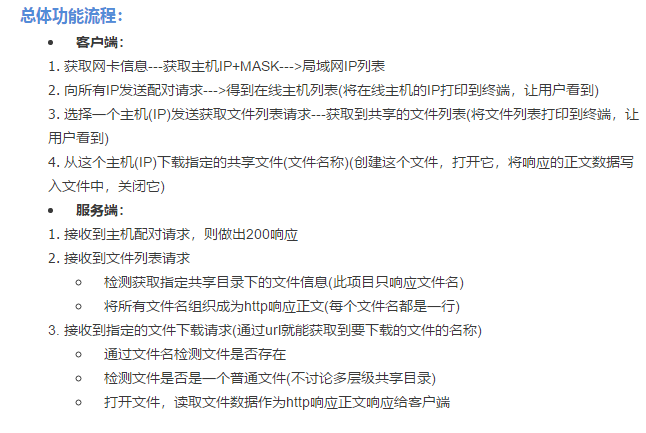 总体功能流程：
• 客户端：
1. 获取网卡信息---获取主机IP+MASK--->局域网IP列表
2. 向所有IP发送配对请求--->得到在线主机列表(将在线主机的IP打印到终端，让用户看到)
3. 选择一个主机(IP)发送获取文件列表请求---获取到共享的文件列表(将文件列表打印到终端，让
用户看到)
4. 从这个主机(IP)下载指定的共享文件(文件名称)(创建这个文件，打开它，将响应的正文数据写
入文件中，关闭它)
• 服务端：
1. 接收到主机配对请求，则做出200响应
2. 接收到文件列表请求
○ 检测获取指定共享目录下的文件信息(此项目只响应文件名)
○ 将所有文件名组织成为http响应正文(每个文件名都是一行)
3. 接收到指定的文件下载请求(通过url就能获取到要下载的文件的名称)
○ 通过文件名检测文件是否存在
○ 检测文件是否是一个普通文件(不讨论多层级共享目录)
○ 打开文件，读取文件数据作为http响应正文响应给客户端